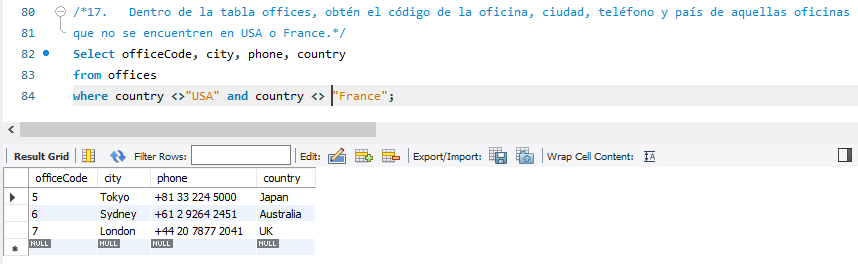 80 /*17. Dentro de la tabla offices, obtén el código de la oficina, ciudad, teléfono y país de aquellas oficinas
81 que no se encuentren en USA o France.*/
82 Select officeCode, city, phone, country
83 from offices
84 where country <>"USA" and country <> "France";
Result Grid Filter Rows: Edit: Export/Import: Wrap Cell Content: IA
officeCode city phone country
5 Tokyo +81 33 224 5000 Japan
6 Sydney +61 2 9264 2451 Australia
7 London +44 20 7877 2041 UK
NULL NULL NULL NULL